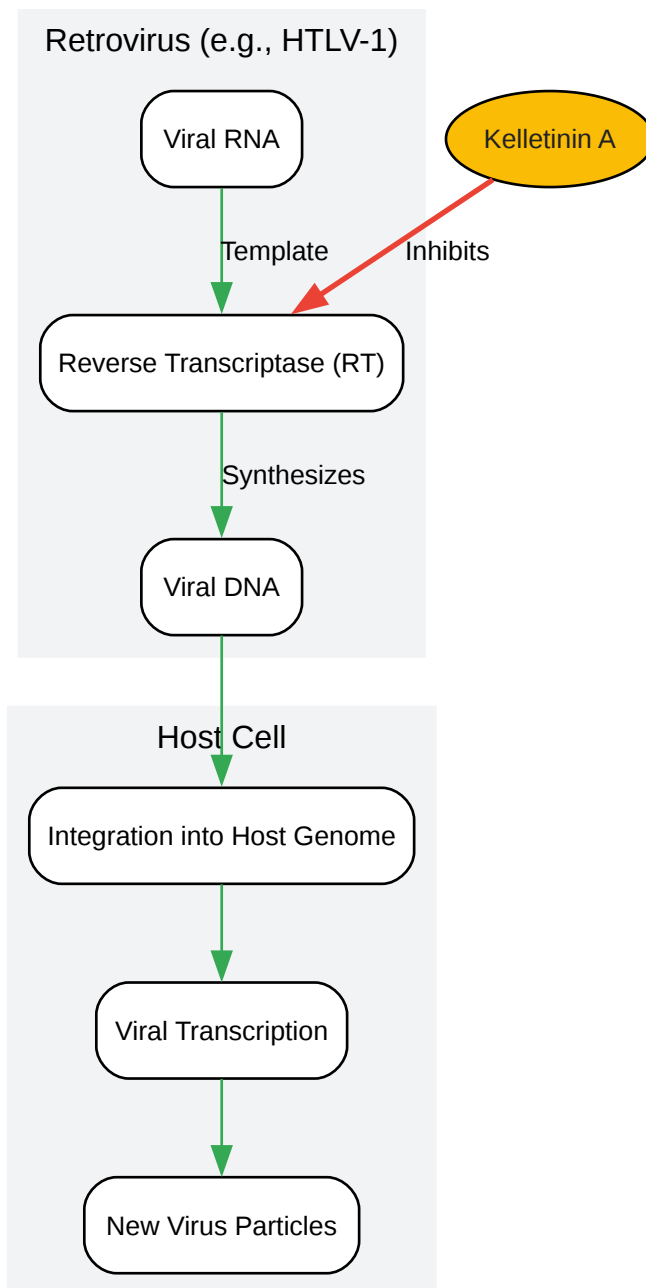 Retrovirus (e.g., HTLV-1)
Viral RNA
Kelletinin A
Template
Inhibits
Reverse Transcriptase (RT)
Synthesizes
Viral DNA
Host Cell
Integration into Host Genome
Viral Transcription
New Virus Particles